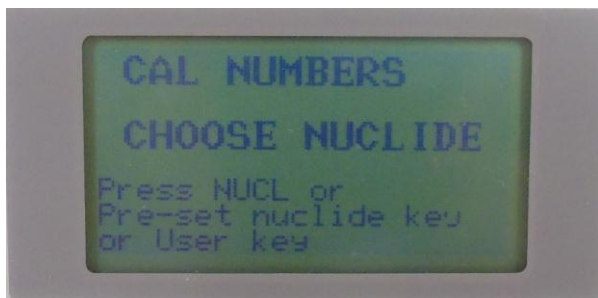 CAL NUMBERS
CHOOSE NUCLIDE
Press NUCL or
Pre-set nuclide key
or User key